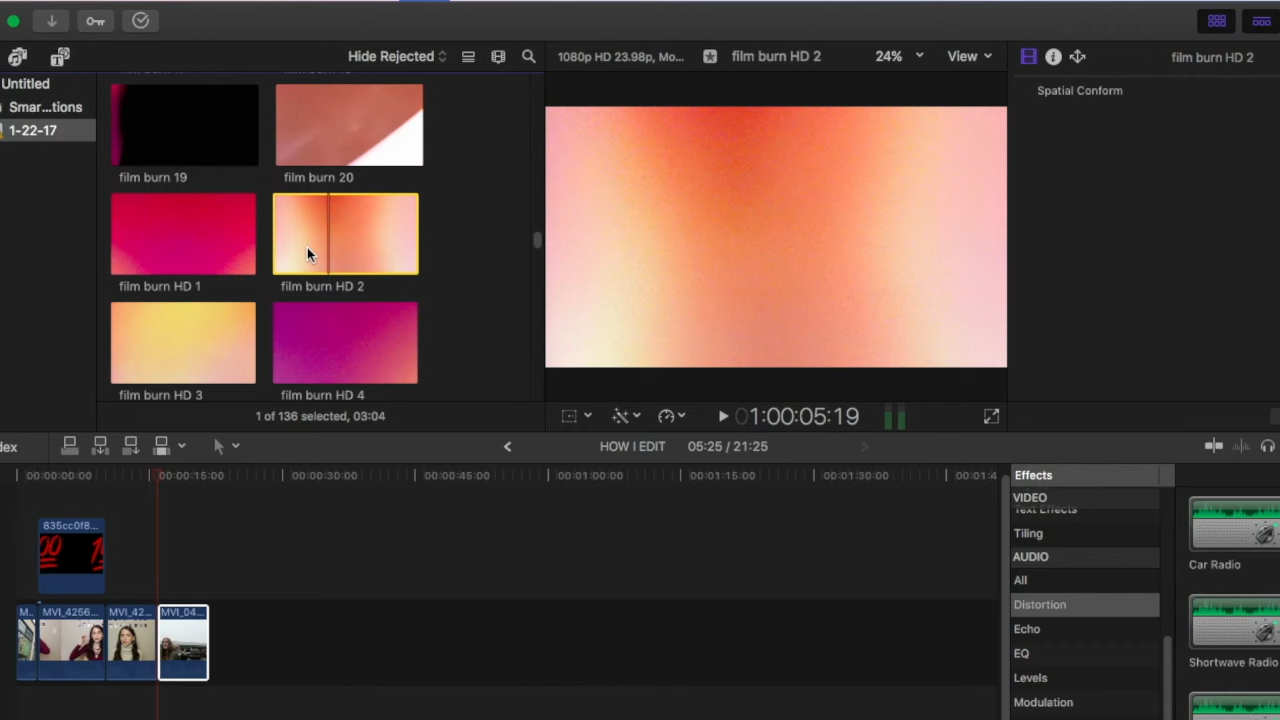 Hide Rejected
1080p HD 23.98p, Mo...
film burn HD 2
24%
View
film burn HD 2
Untitled
Smar...tions
1-22-17
Spatial Conform
film burn 19
film burn 20
film burn HD 1
film burn HD 2
film burn HD 3
film burn HD 4
1 of 136 selected, 03:04
01:00:05:19
dex
HOW I EDIT
05:25 / 21:25
00:00:00:00
00:00:15:00
00:00:30:00
00:00:45:00
00:01:00:00
00:01:15:00
00:01:30:00
00:01:4
Effects
VIDEO
Text Effects
Tiling
AUDIO
All
Distortion
Echo
EQ
Levels
Modulation
Car Radio
Shortwave Radio
835cc0f8...
M..
MVI_4256...
MVI_42...
MVI_04...